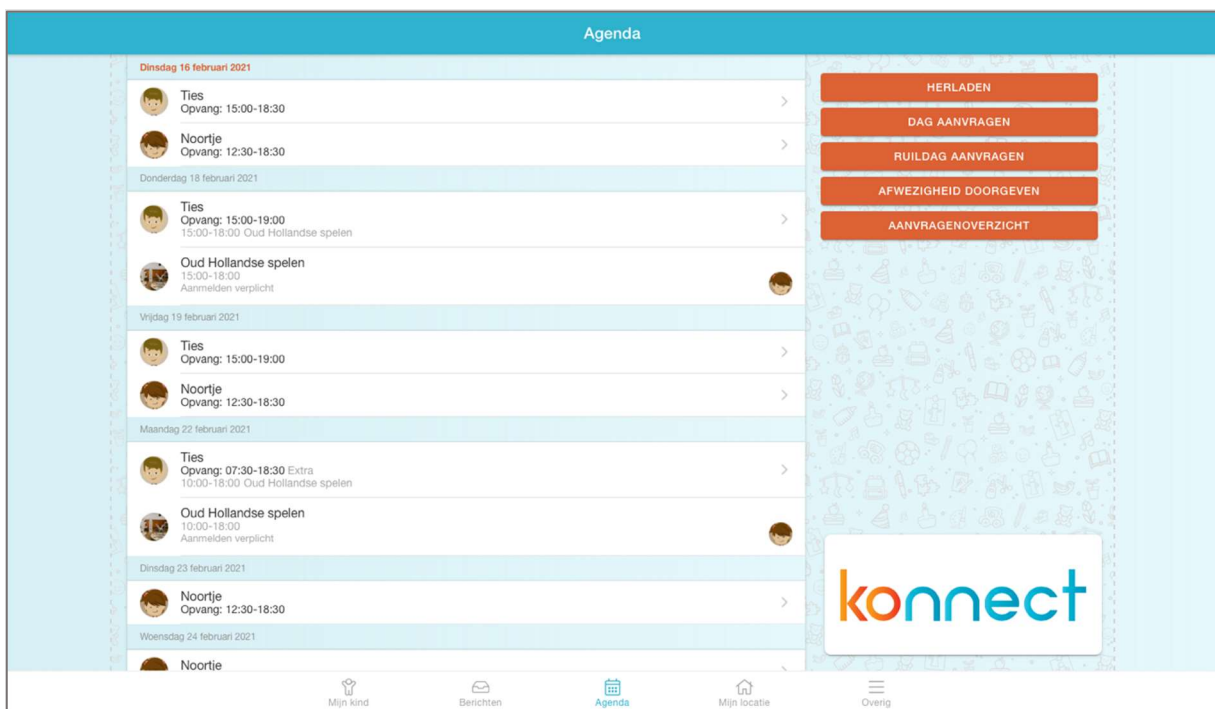 Agenda
Dinsdag 16 februari 2021
Ties
Opvang: 15:00-18:30
Noortje
Opvang: 12:30-18:30
Donderdag 18 februari 2021
Ties
Opvang: 15:00-19:00
15:00-18:00 Oud Hollandse spelen
Oud Hollandse spelen
15:00-18:00
Aanmelden verplicht
Vrijdag 19 februari 2021
Ties
Opvang: 15:00-19:00
Noortje
Opvang: 12:30-18:30
Maandag 22 februari 2021
Ties
Opvang: 07:30-18:30 Extra
10:00-18:00 Oud Hollandse spelen
Oud Hollandse spelen
10:00-18:00
Aanmelden verplicht
Dinsdag 23 februari 2021
Noortje
Opvang: 12:30-18:30
Woensdag 24 februari 2021
Noortje
HERLADEN
DAG AANVRAGEN
RUILDAG AANVRAGEN
AFWEZIGHEID DOORGEVEN
AANVRAGENOVERZICHT
konnect
Mijn kind
Berichten
Agenda
Mijn locatie
Overig